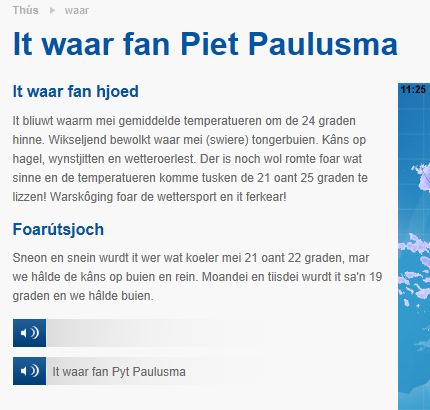 Thús waar
It waar fan Piet Paulusma
It waar fan hjoed
11:25
It bliuwt waarm mei gemiddelde temperatueren om de 24 graden
hinne. Wikseljend bewolkt waar mei (swiere) tongerbuien. Kâns op
hagel, wynstjitten en wetteroerlest. Der is noch wol romte foar wat
sinne en de temperatueren komme tusken de 21 oant 25 graden te
lizzen! Warskôging foar de wettersport en it ferkear!
Foarútsjoch
Sneon en snein wurdt it wer wat koeler mei 21 oant 22 graden, mar
we hâlde de kâns op buien en rein. Moandei en tiisdei wurdt it sa'n 19
graden en we hâlde buien.
It waar fan Pyt Paulusma